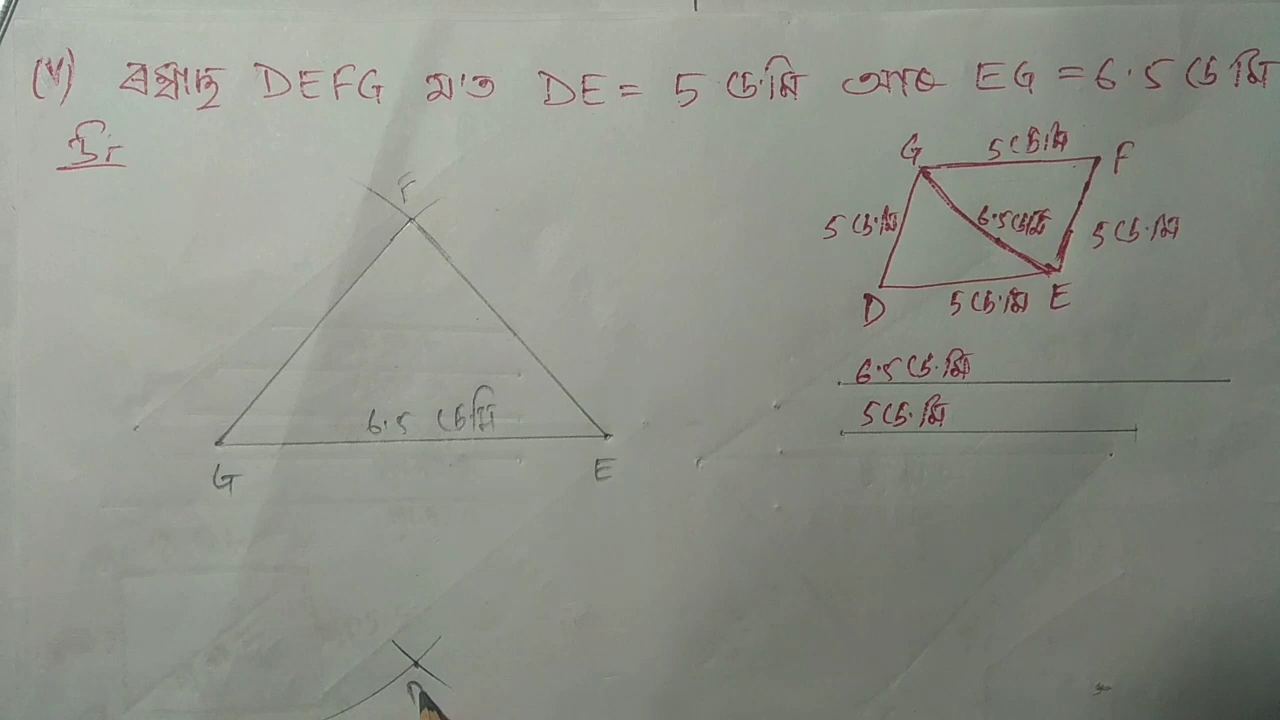 (v) ৰম্বাছ DEFG য'ত DE = 5 চে.মি আৰু EG = 6.5 চে মি
উঃ
F
G 5 চে.মি F
5 চে.মি 6.5 চেমি 5 চে.মি
D 5 চে.মি E
6.5 চে.মি
5 চে.মি
6.5 চেমি
G E